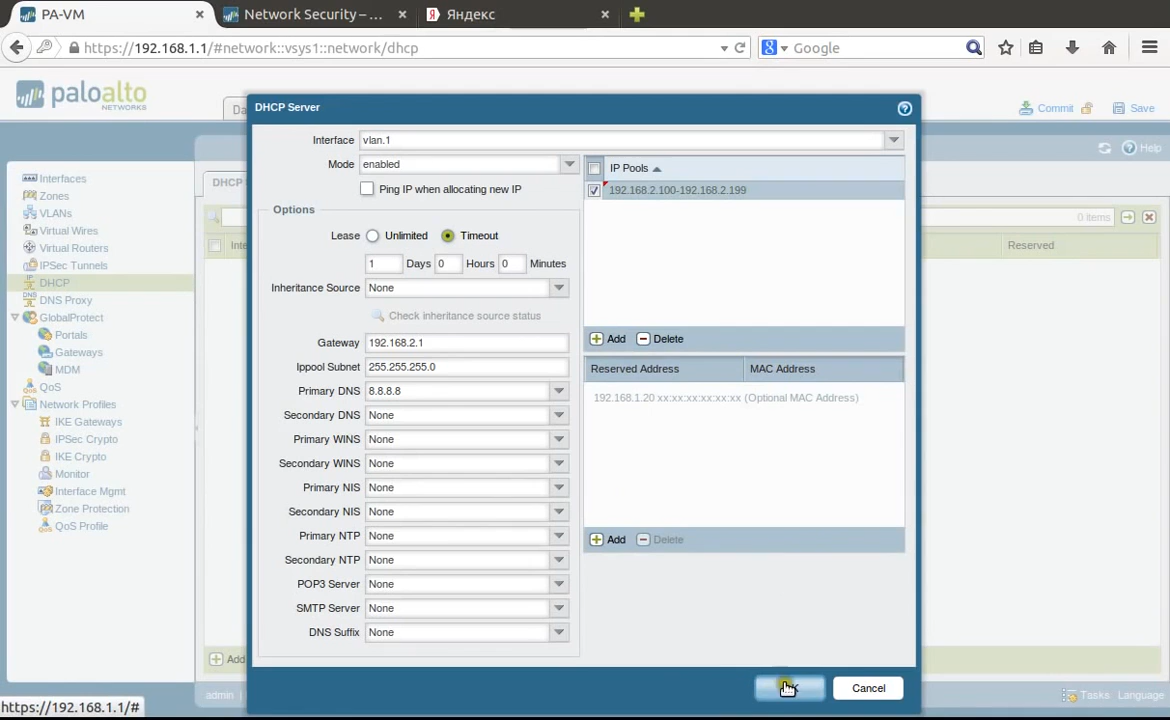 PA-VM
Network Security – ...
Яндекс
https://192.168.1.1/#network::vsys1::network/dhcp
Google
paloalto
NETWORKS
Da
Commit
Save
Help
Interfaces
Zones
VLANs
Virtual Wires
Virtual Routers
IPSec Tunnels
DHCP
DNS Proxy
GlobalProtect
Portals
Gateways
MDM
QoS
Network Profiles
IKE Gateways
IPSec Crypto
IKE Crypto
Monitor
Interface Mgmt
Zone Protection
QoS Profile
DHCP
Inte
0 items
Reserved
Add
admin
Tasks
Language
DHCP Server
Interface vlan.1
Mode enabled
Ping IP when allocating new IP
Options
Lease Unlimited Timeout
1 Days 0 Hours 0 Minutes
Inheritance Source None
Check inheritance source status
Gateway 192.168.2.1
Ippool Subnet 255.255.255.0
Primary DNS 8.8.8.8
Secondary DNS None
Primary WINS None
Secondary WINS None
Primary NIS None
Secondary NIS None
Primary NTP None
Secondary NTP None
POP3 Server None
SMTP Server None
DNS Suffix None
IP Pools
192.168.2.100-192.168.2.199
Add Delete
Reserved Address MAC Address
192.168.1.20 xx:xx:xx:xx:xx:xx (Optional MAC Address)
Add Delete
Cancel
https://192.168.1.1/#